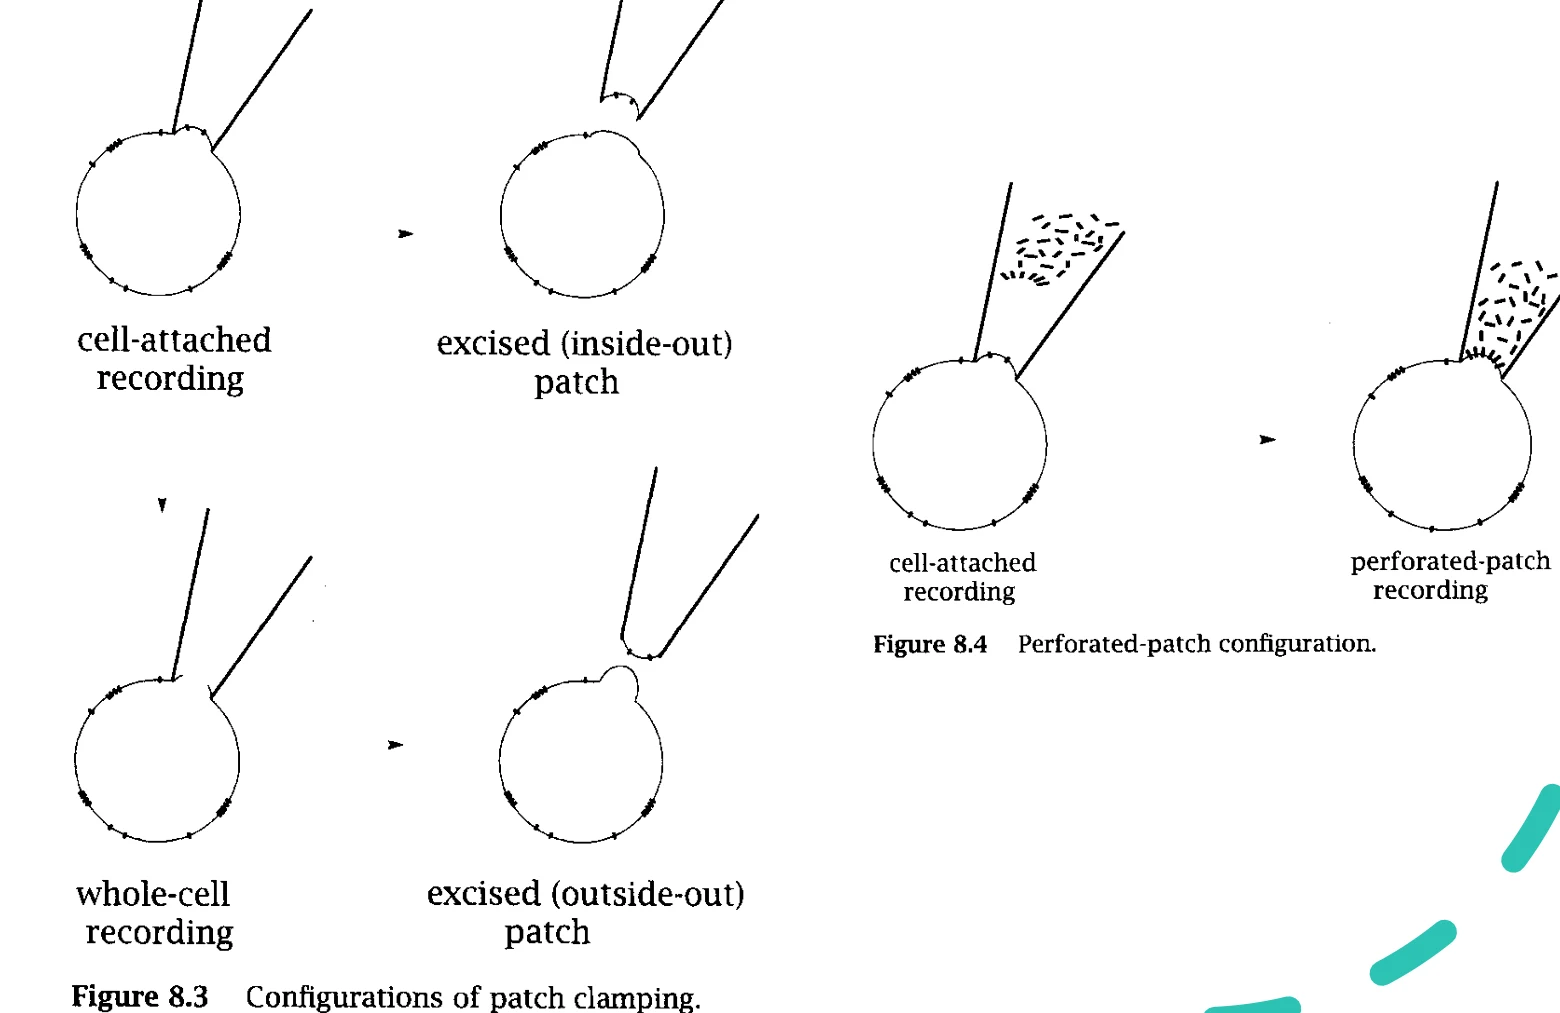 cell-attached
recording
excised (inside-out)
patch
whole-cell
recording
excised (outside-out)
patch
Figure 8.3 Configurations of patch clamping.
cell-attached
recording
perforated-patch
recording
Figure 8.4 Perforated-patch configuration.